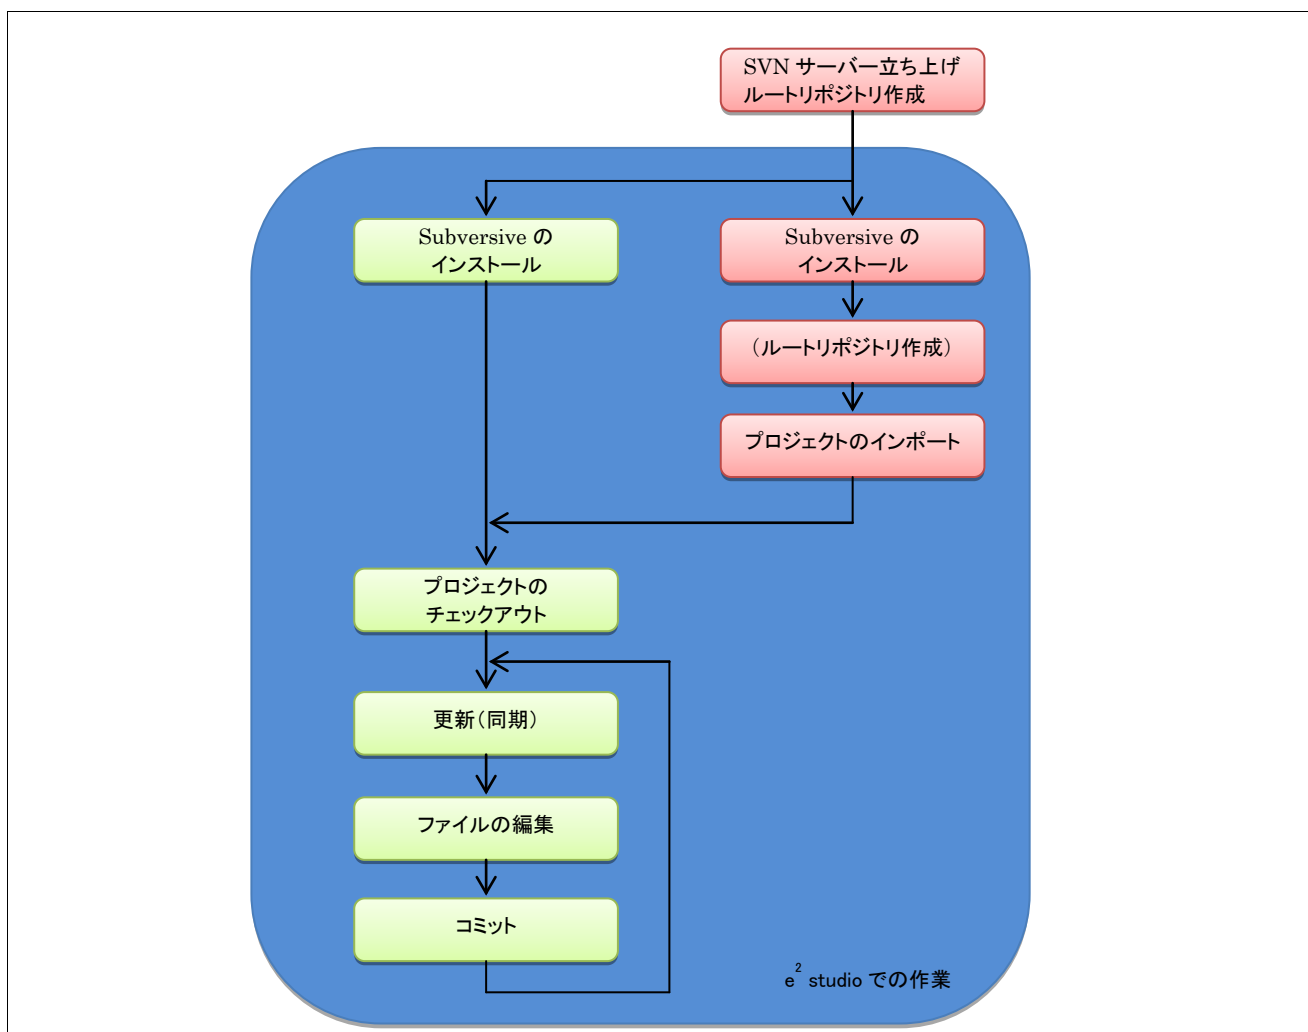 SVN サーバー立ち上げ
ルートリポジトリ作成
Subversive の
インストール
Subversive の
インストール
（ルートリポジトリ作成）
プロジェクトのインポート
プロジェクトの
チェックアウト
更新（同期）
ファイルの編集
コミット
e² studio での作業